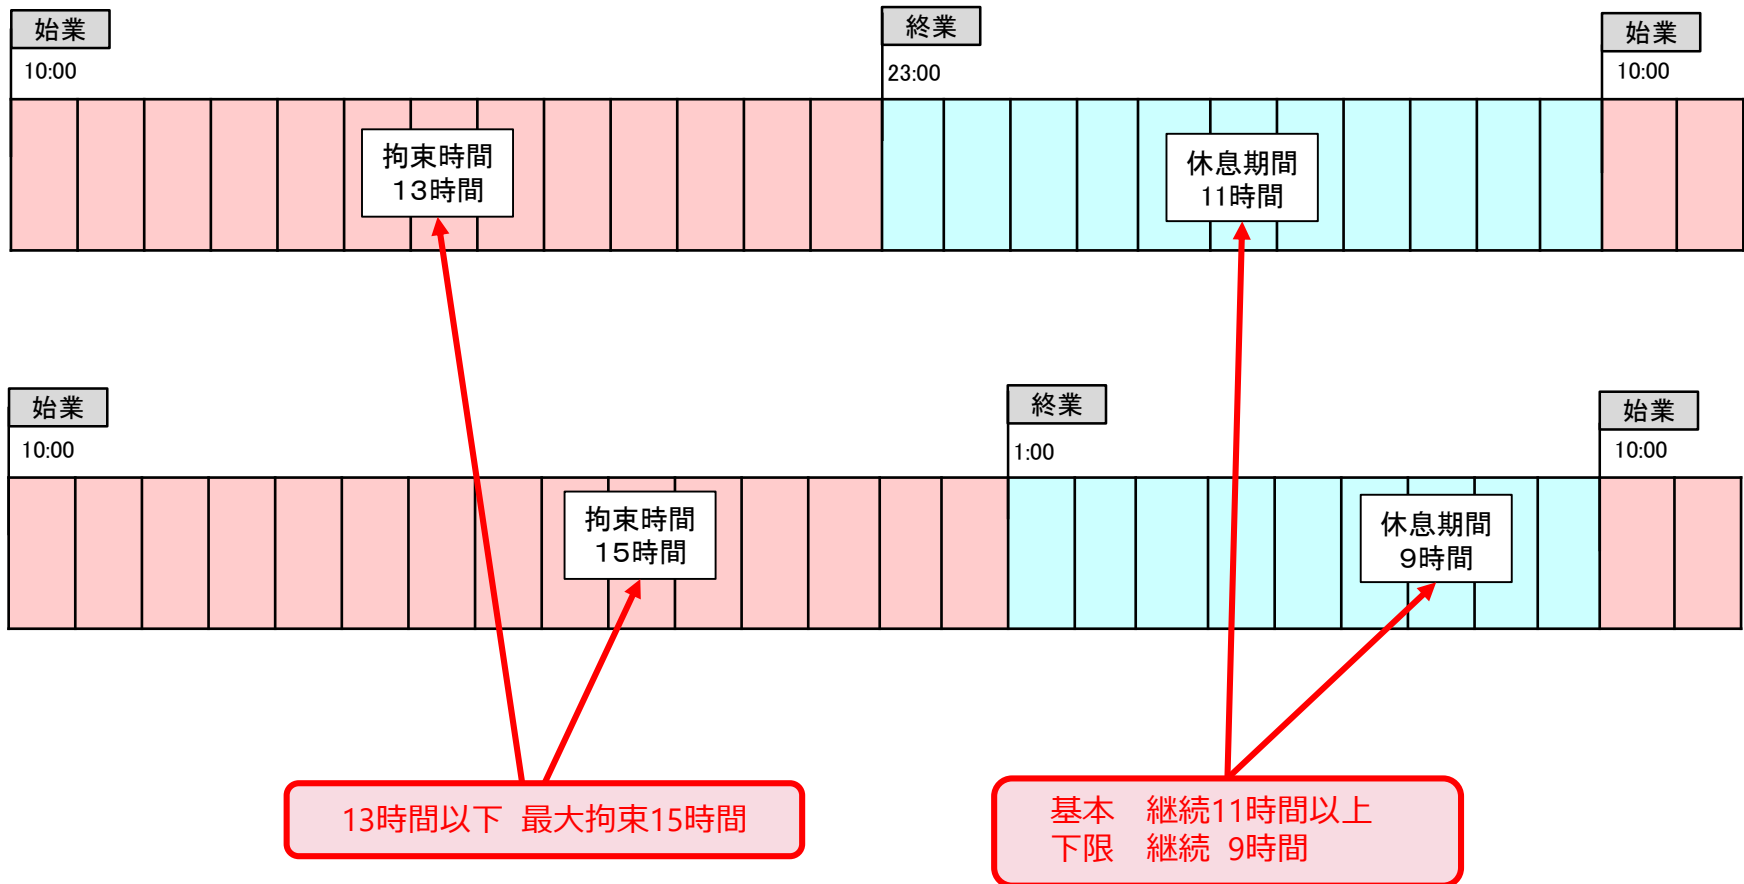 始業
終業
始業
10:00
23:00
10:00
拘束時間
１３時間
休息期間
11時間
始業
終業
始業
10:00
1:00
10:00
拘束時間
１５時間
休息期間
９時間
13時間以下 最大拘束15時間
基本　継続11時間以上
下限　継続 9時間